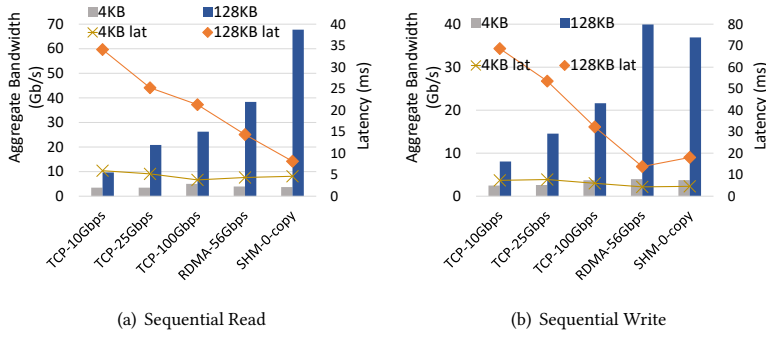 4KB 128KB
4KB lat 128KB lat
Aggregate Bandwidth
(Gb/s)
70
60
50
40
30
20
10
0
40
35
30
25
20
15
10
5
0
Latency (ms)
TCP-10Gbps
TCP-25Gbps
TCP-100Gbps
RDMA-56Gbps
SHM-0-copy
(a) Sequential Read
4KB 128KB
4KB lat 128KB lat
Aggregate Bandwidth
(Gb/s)
40
30
20
10
0
80
70
60
50
40
30
20
10
0
Latency (ms)
TCP-10Gbps
TCP-25Gbps
TCP-100Gbps
RDMA-56Gbps
SHM-0-copy
(b) Sequential Write